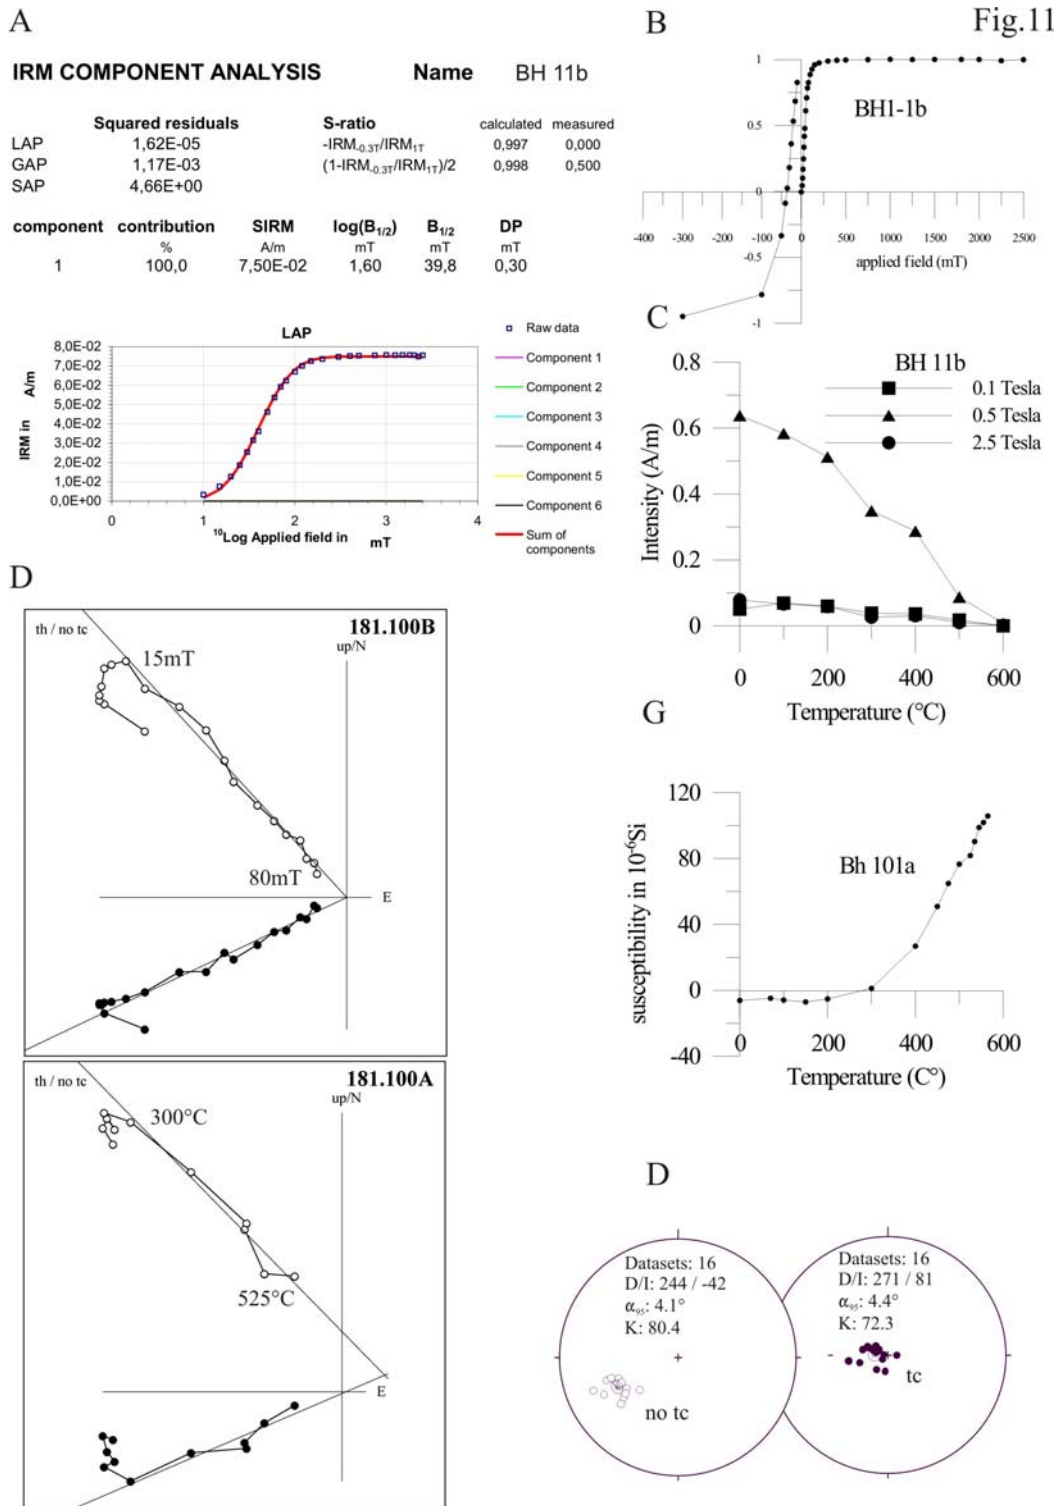 A
B
Fig.11
IRM COMPONENT ANALYSIS Name BH 11b
Squared residuals S-ratio calculated measured
LAP 1,62E-05 -IRM-0.3T/IRM1T 0,997 0,000
GAP 1,17E-03 (1-IRM-0.3T/IRM1T)/2 0,998 0,500
SAP 4,66E+00
component contribution SIRM log(B1/2) B1/2 DP
% A/m mT mT mT
1 100,0 7,50E-02 1,60 39,8 0,30
LAP
8,0E-02
7,0E-02
6,0E-02
5,0E-02
4,0E-02
3,0E-02
2,0E-02
1,0E-02
0,0E+00
IRM in A/m
0 1 2 3 4
10Log Applied field in mT
Raw data
Component 1
Component 2
Component 3
Component 4
Component 5
Component 6
Sum of
components
1
BH1-1b
0.5
0
-400 -300 -200 -100 0 500 1000 1500 2000 2500
applied field (mT)
-0.5
-1
C
BH 11b
0.1 Tesla
0.5 Tesla
2.5 Tesla
0.8
0.6
0.4
0.2
0
Intensity (A/m)
0 200 400 600
Temperature (°C)
D
th / no tc 181.100B
up/N
15mT
80mT
E
th / no tc 181.100A
up/N
300°C
525°C
E
G
120
80
40
0
-40
susceptibility in 10-6Si
Bh 101a
0 200 400 600
Temperature (C°)
D
Datasets: 16
D/I: 244 / -42
α95: 4.1°
K: 80.4
no tc
Datasets: 16
D/I: 271 / 81
α95: 4.4°
K: 72.3
tc